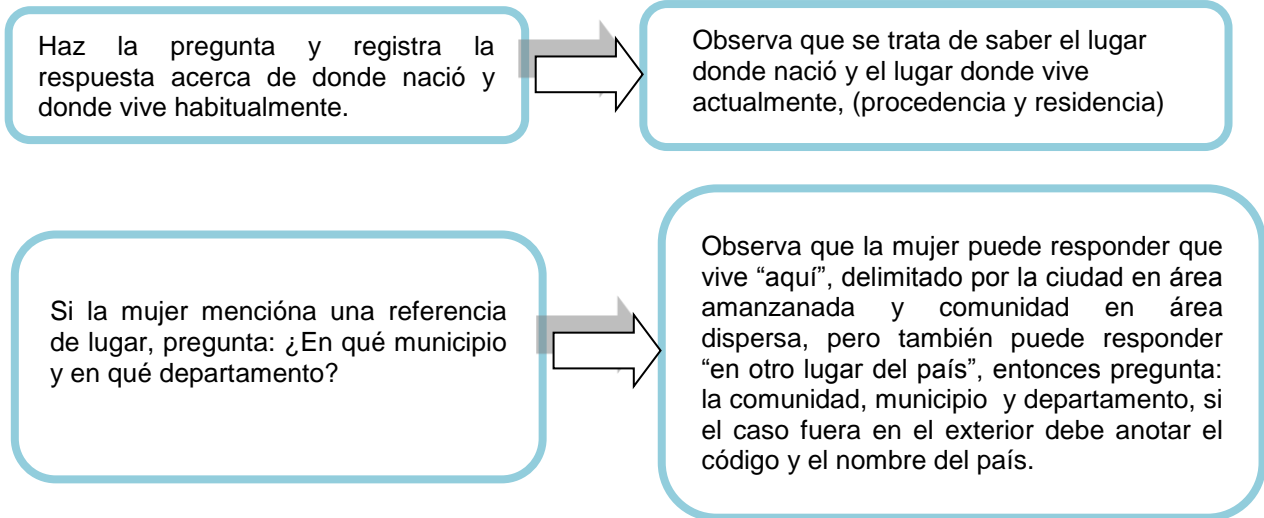 Haz la pregunta y registra la
respuesta acerca de donde nació y
donde vive habitualmente.
Observa que se trata de saber el lugar
donde nació y el lugar donde vive
actualmente, (procedencia y residencia)
Si la mujer mencióna una referencia
de lugar, pregunta: ¿En qué municipio
y en qué departamento?
Observa que la mujer puede responder que
vive “aquí”, delimitado por la ciudad en área
amanzanada y comunidad en área
dispersa, pero también puede responder
“en otro lugar del país”, entonces pregunta:
la comunidad, municipio y departamento, si
el caso fuera en el exterior debe anotar el
código y el nombre del país.